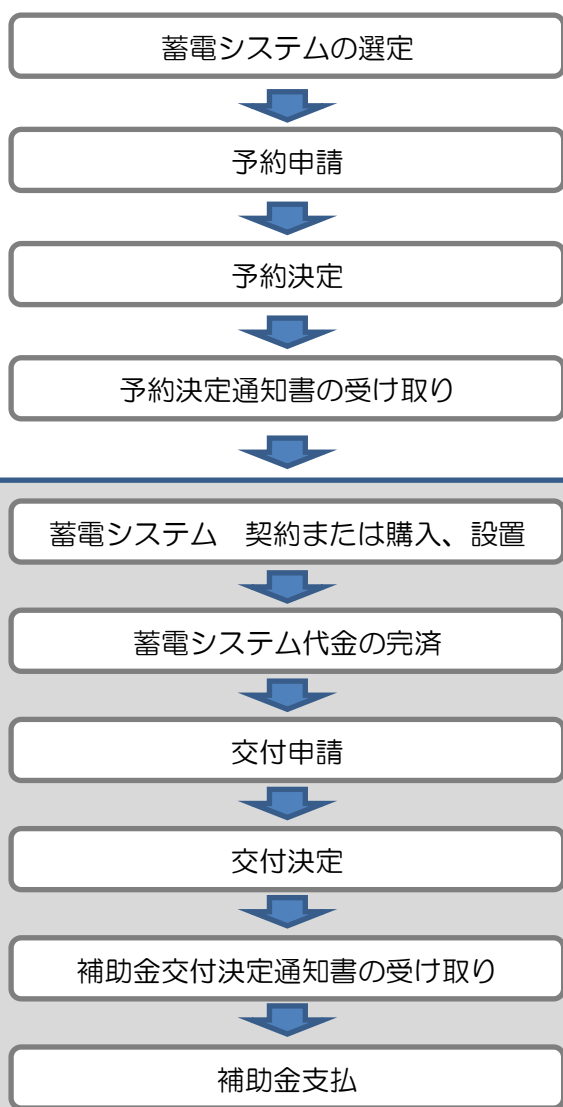 蓄電システムの選定
予約申請
予約決定
予約決定通知書の受け取り
蓄電システム　契約または購入、設置
蓄電システム代金の完済
交付申請
交付決定
補助金交付決定通知書の受け取り
補助金支払